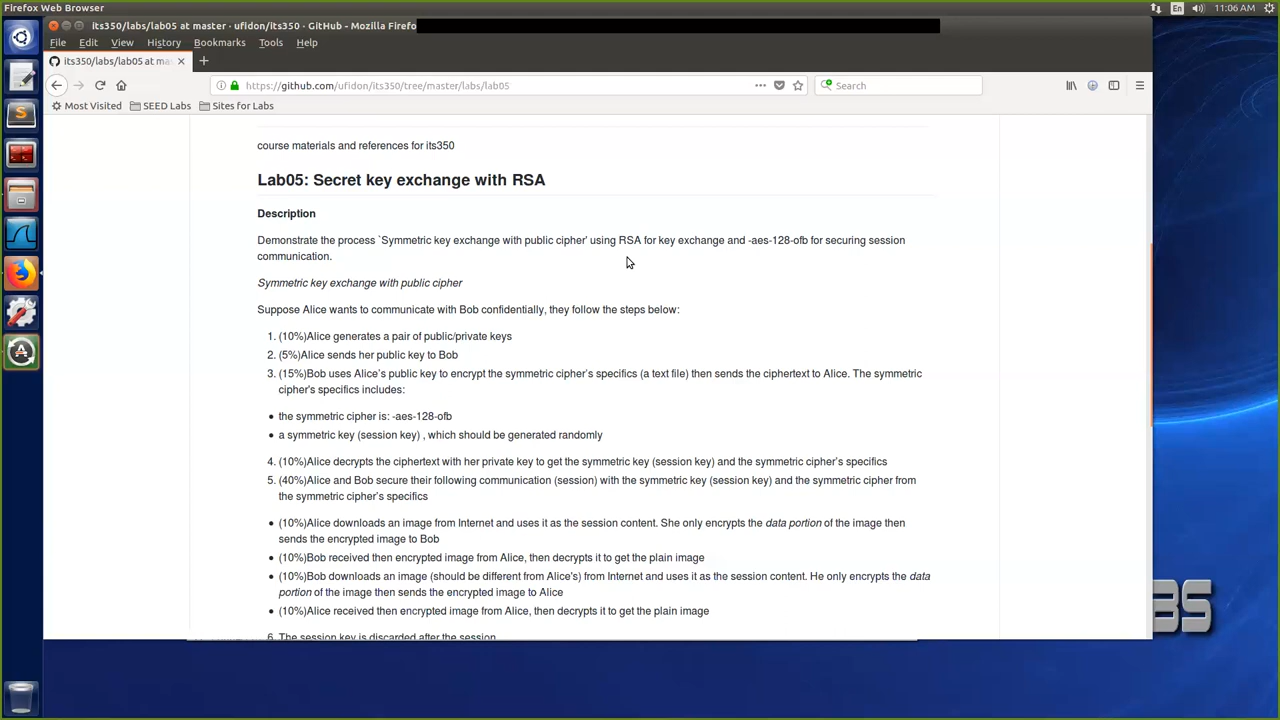 Firefox Web Browser
En
11:06 AM
its350/labs/lab05 at master · ufidon/its350 · GitHub - Mozilla Firefo
File Edit View History Bookmarks Tools Help
its350/labs/lab05 at mas
https://github.com/ufidon/its350/tree/master/labs/lab05
Search
Most Visited SEED Labs Sites for Labs
course materials and references for its350
Lab05: Secret key exchange with RSA
Description
Demonstrate the process `Symmetric key exchange with public cipher' using RSA for key exchange and -aes-128-ofb for securing session
communication.
Symmetric key exchange with public cipher
Suppose Alice wants to communicate with Bob confidentially, they follow the steps below:
1. (10%)Alice generates a pair of public/private keys
2. (5%)Alice sends her public key to Bob
3. (15%)Bob uses Alice's public key to encrypt the symmetric cipher's specifics (a text file) then sends the ciphertext to Alice. The symmetric
cipher's specifics includes:
• the symmetric cipher is: -aes-128-ofb
• a symmetric key (session key) , which should be generated randomly
4. (10%)Alice decrypts the ciphertext with her private key to get the symmetric key (session key) and the symmetric cipher's specifics
5. (40%)Alice and Bob secure their following communication (session) with the symmetric key (session key) and the symmetric cipher from
the symmetric cipher's specifics
• (10%)Alice downloads an image from Internet and uses it as the session content. She only encrypts the data portion of the image then
sends the encrypted image to Bob
• (10%)Bob received then encrypted image from Alice, then decrypts it to get the plain image
• (10%)Bob downloads an image (should be different from Alice's) from Internet and uses it as the session content. He only encrypts the data
portion of the image then sends the encrypted image to Alice
• (10%)Alice received then encrypted image from Alice, then decrypts it to get the plain image
6. The session key is discarded after the session
BS